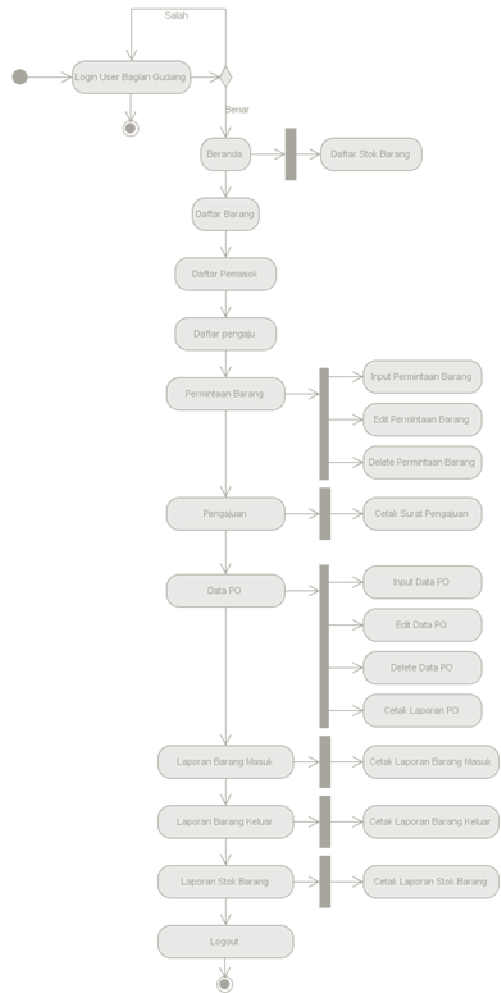 Salah
Login User Bagian Gudang
Benar
Beranda
Daftar Stok Barang
Daftar Barang
Daftar Pemasok
Daftar pengaju
Permintaan Barang
Input Permintaan Barang
Edit Permintaan Barang
Delete Permintaan Barang
Pengajuan
Cetak Surat Pengajuan
Data PO
Input Data PO
Edit Data PO
Delete Data PO
Cetak Laporan PO
Laporan Barang Masuk
Cetak Laporan Barang Masuk
Laporan Barang Keluar
Cetak Laporan Barang Keluar
Laporan Stok Barang
Cetak Laporan Stok Barang
Logout